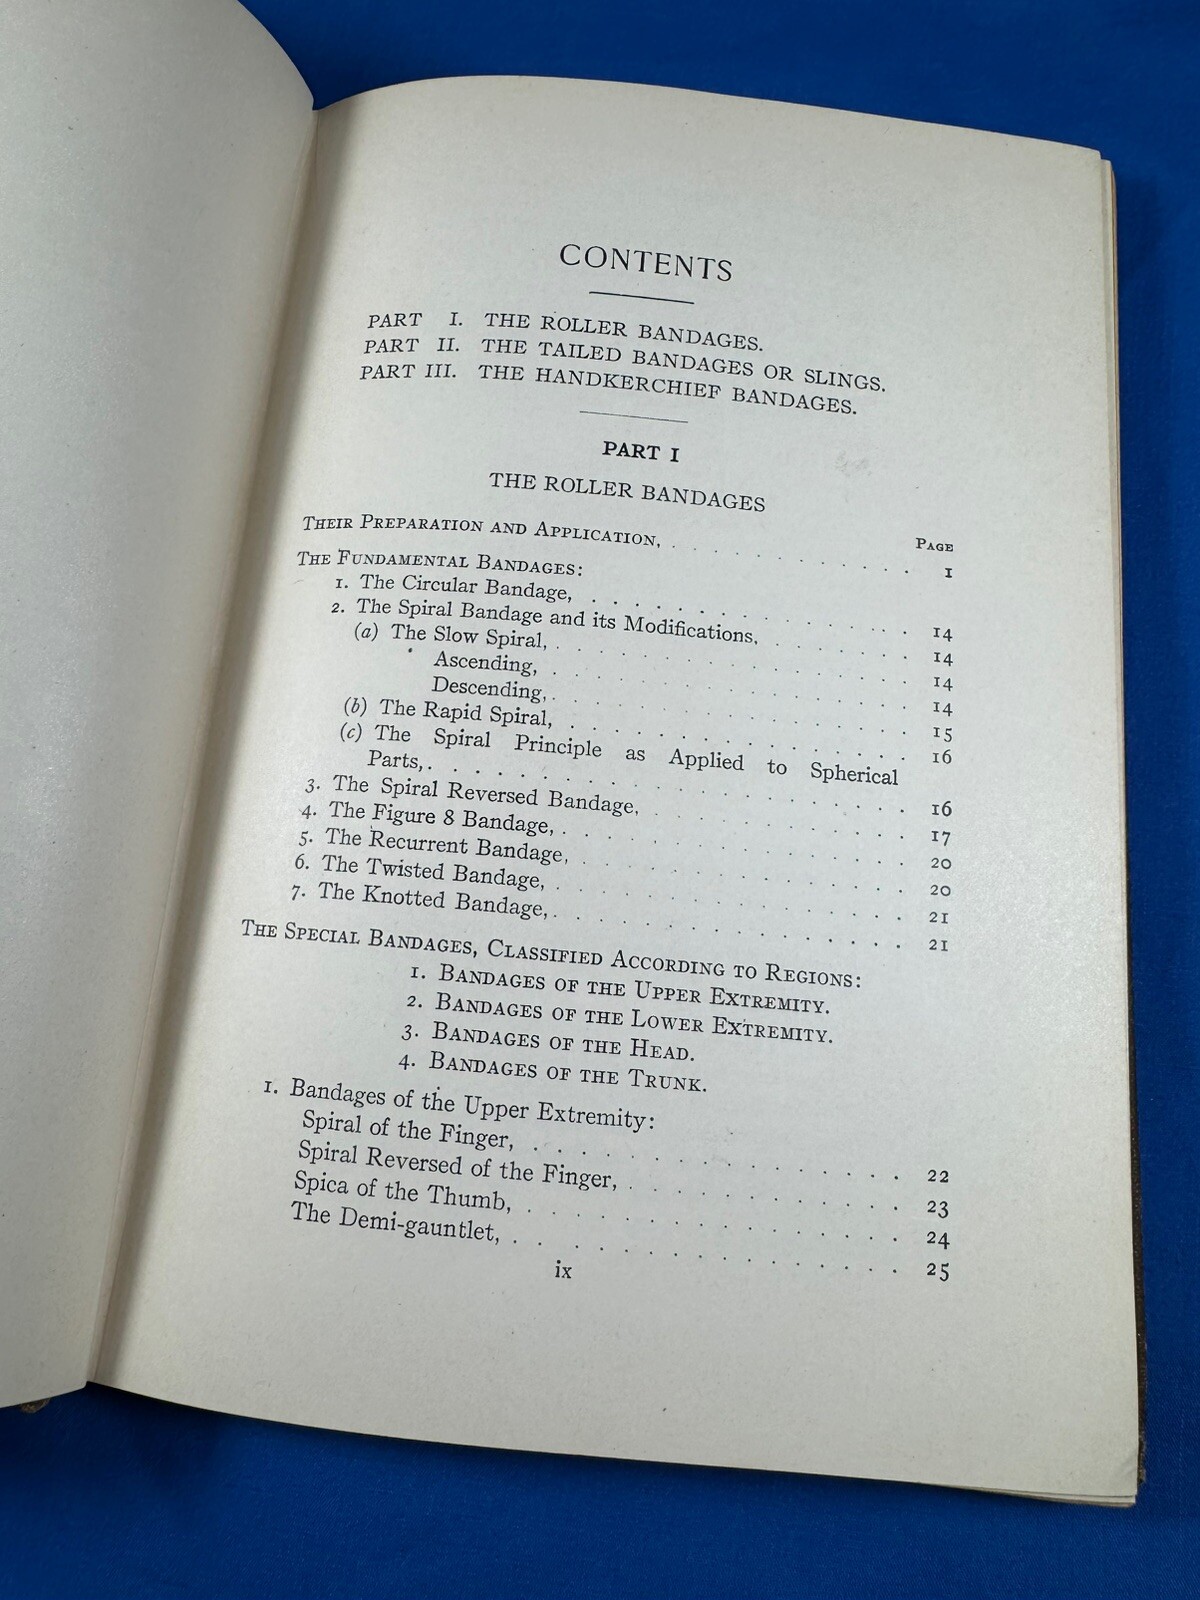 CONTENTS
PART I. THE ROLLER BANDAGES.
PART II. THE TAILED BANDAGES OR SLINGS.
PART III. THE HANDKERCHIEF BANDAGES.
PART I
THE ROLLER BANDAGES
PAGE
THEIR PREPARATION AND APPLICATION, . . . . . . . . . . . 1
THE FUNDAMENTAL BANDAGES:
1. The Circular Bandage, . . . . . . . . . . . . 14
2. The Spiral Bandage and its Modifications, . . . . . . 14
(a) The Slow Spiral, . . . . . . . . . . . . 14
Ascending, . . . . . . . . . . . . 14
Descending, . . . . . . . . . . . . 15
(b) The Rapid Spiral, . . . . . . . . . . . . 16
(c) The Spiral Principle as Applied to Spherical
Parts, . . . . . . . . . . . . 16
3. The Spiral Reversed Bandage, . . . . . . . . . . 17
4. The Figure 8 Bandage, . . . . . . . . . . . . 20
5. The Recurrent Bandage, . . . . . . . . . . . . 20
6. The Twisted Bandage, . . . . . . . . . . . . 21
7. The Knotted Bandage, . . . . . . . . . . . . 21
THE SPECIAL BANDAGES, CLASSIFIED ACCORDING TO REGIONS:
1. BANDAGES OF THE UPPER EXTREMITY.
2. BANDAGES OF THE LOWER EXTREMITY.
3. BANDAGES OF THE HEAD.
4. BANDAGES OF THE TRUNK.
1. Bandages of the Upper Extremity:
Spiral of the Finger, . . . . . . . . . . . . 22
Spiral Reversed of the Finger, . . . . . . . . . . 23
Spica of the Thumb, . . . . . . . . . . . . 24
The Demi-gauntlet, . . . . . . . . . . . . 25
ix